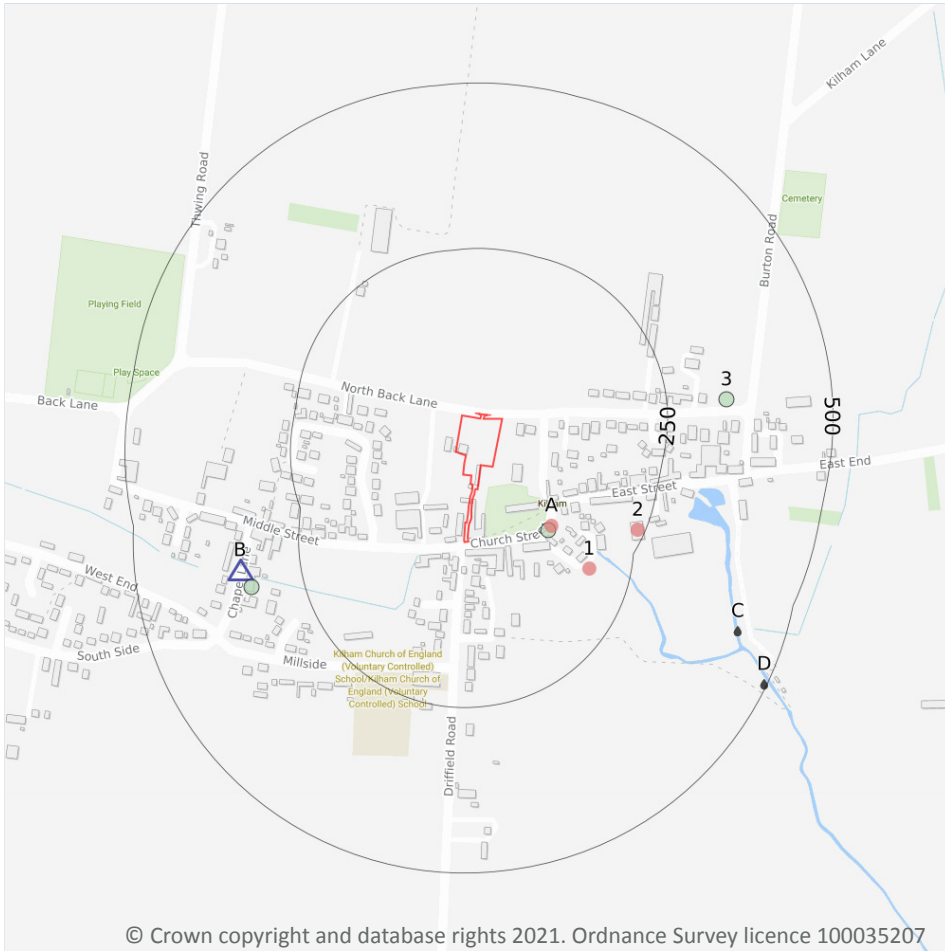 Kilham Lane
Thwing Road
Cemetery
Burton Road
Playing Field
Play Space
3
North Back Lane
Back Lane
250
500
East End
East Street
Kilham
A
2
Church Street
Middle Street
1
B
West End
Chapel Lane
C
South Side
Millside
Kilham Church of England
(Voluntary Controlled)
School/Kilham Church of
England (Voluntary
Controlled) School
D
Driffield Road
© Crown copyright and database rights 2021. Ordnance Survey licence 100035207